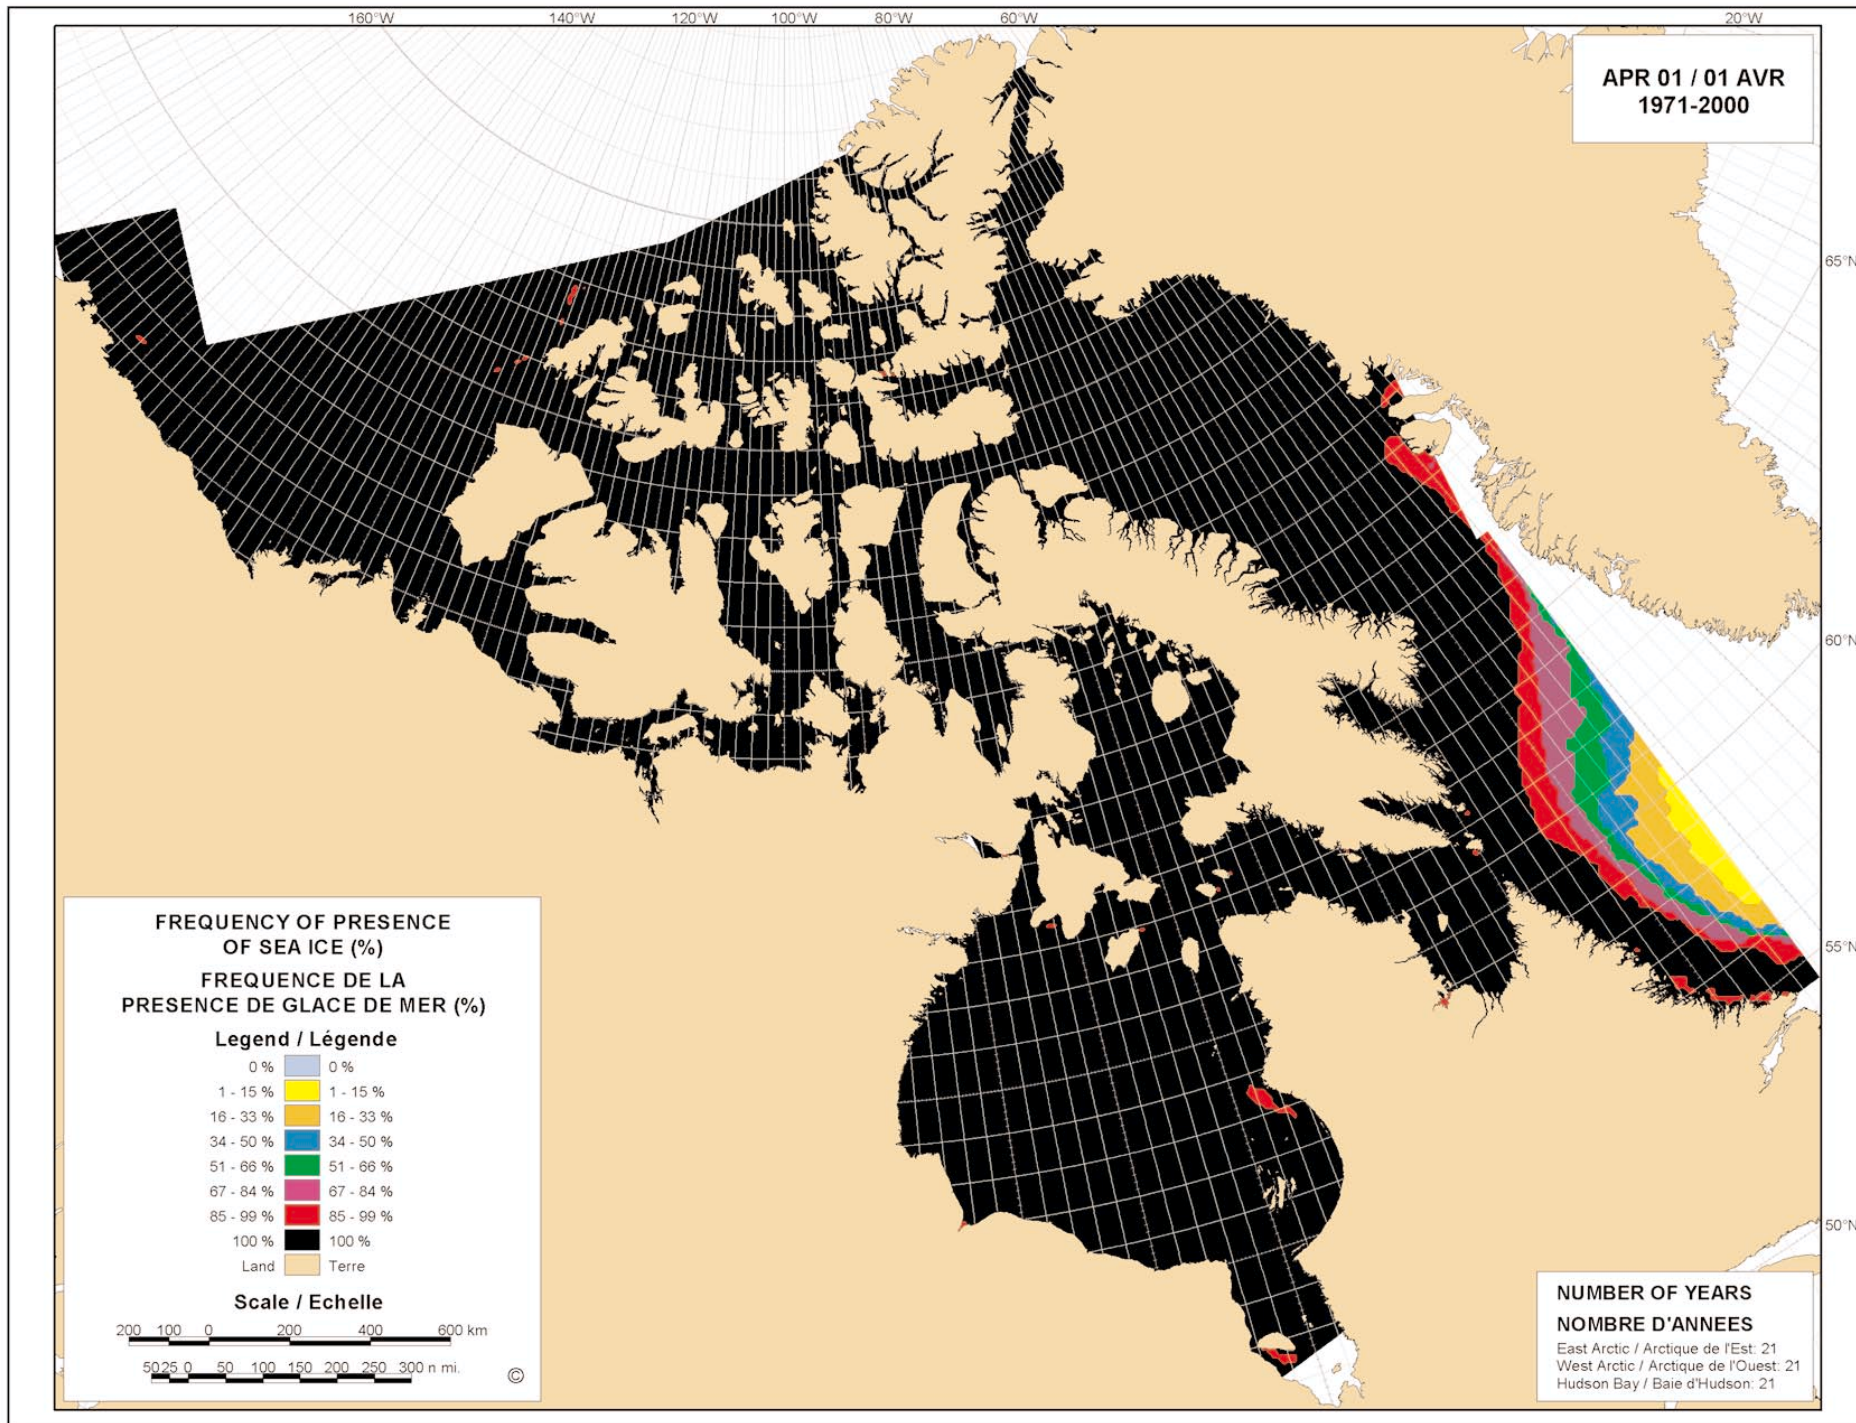 160°W 140°W 120°W 100°W 80°W 60°W 20°W
APR 01 / 01 AVR
1971-2000
65°N
60°N
55°N
50°N
FREQUENCY OF PRESENCE
OF SEA ICE (%)
FREQUENCE DE LA
PRESENCE DE GLACE DE MER (%)
Legend / Légende
0 % 0 %
1 - 15 % 1 - 15 %
16 - 33 % 16 - 33 %
34 - 50 % 34 - 50 %
51 - 66 % 51 - 66 %
67 - 84 % 67 - 84 %
85 - 99 % 85 - 99 %
100 % 100 %
Land Terre
Scale / Echelle
200 100 0 200 400 600 km
50 25 0 50 100 150 200 250 300 n mi.
©
NUMBER OF YEARS
NOMBRE D'ANNEES
East Arctic / Arctique de l'Est: 21
West Arctic / Arctique de l'Ouest: 21
Hudson Bay / Baie d'Hudson: 21